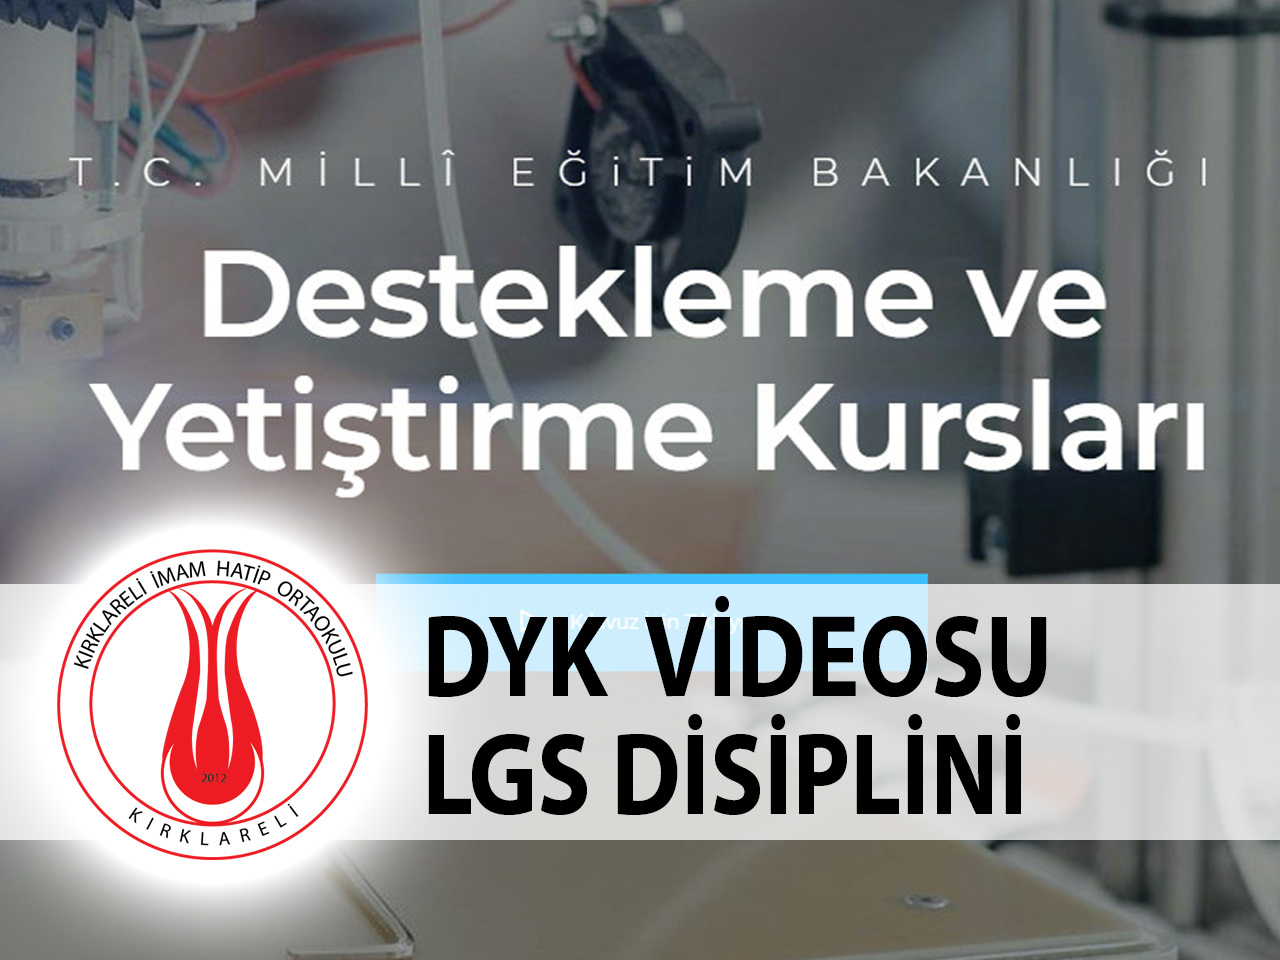 T.C. MİLLÎ EĞİTİM BAKANLIĞI
Destekleme ve
Yetiştirme Kursları
KIRKLARELİ İMAM HATİP ORTAOKULU
2012
KIRKLARELİ
DYK VİDEOSU
LGS DİSİPLİNİ